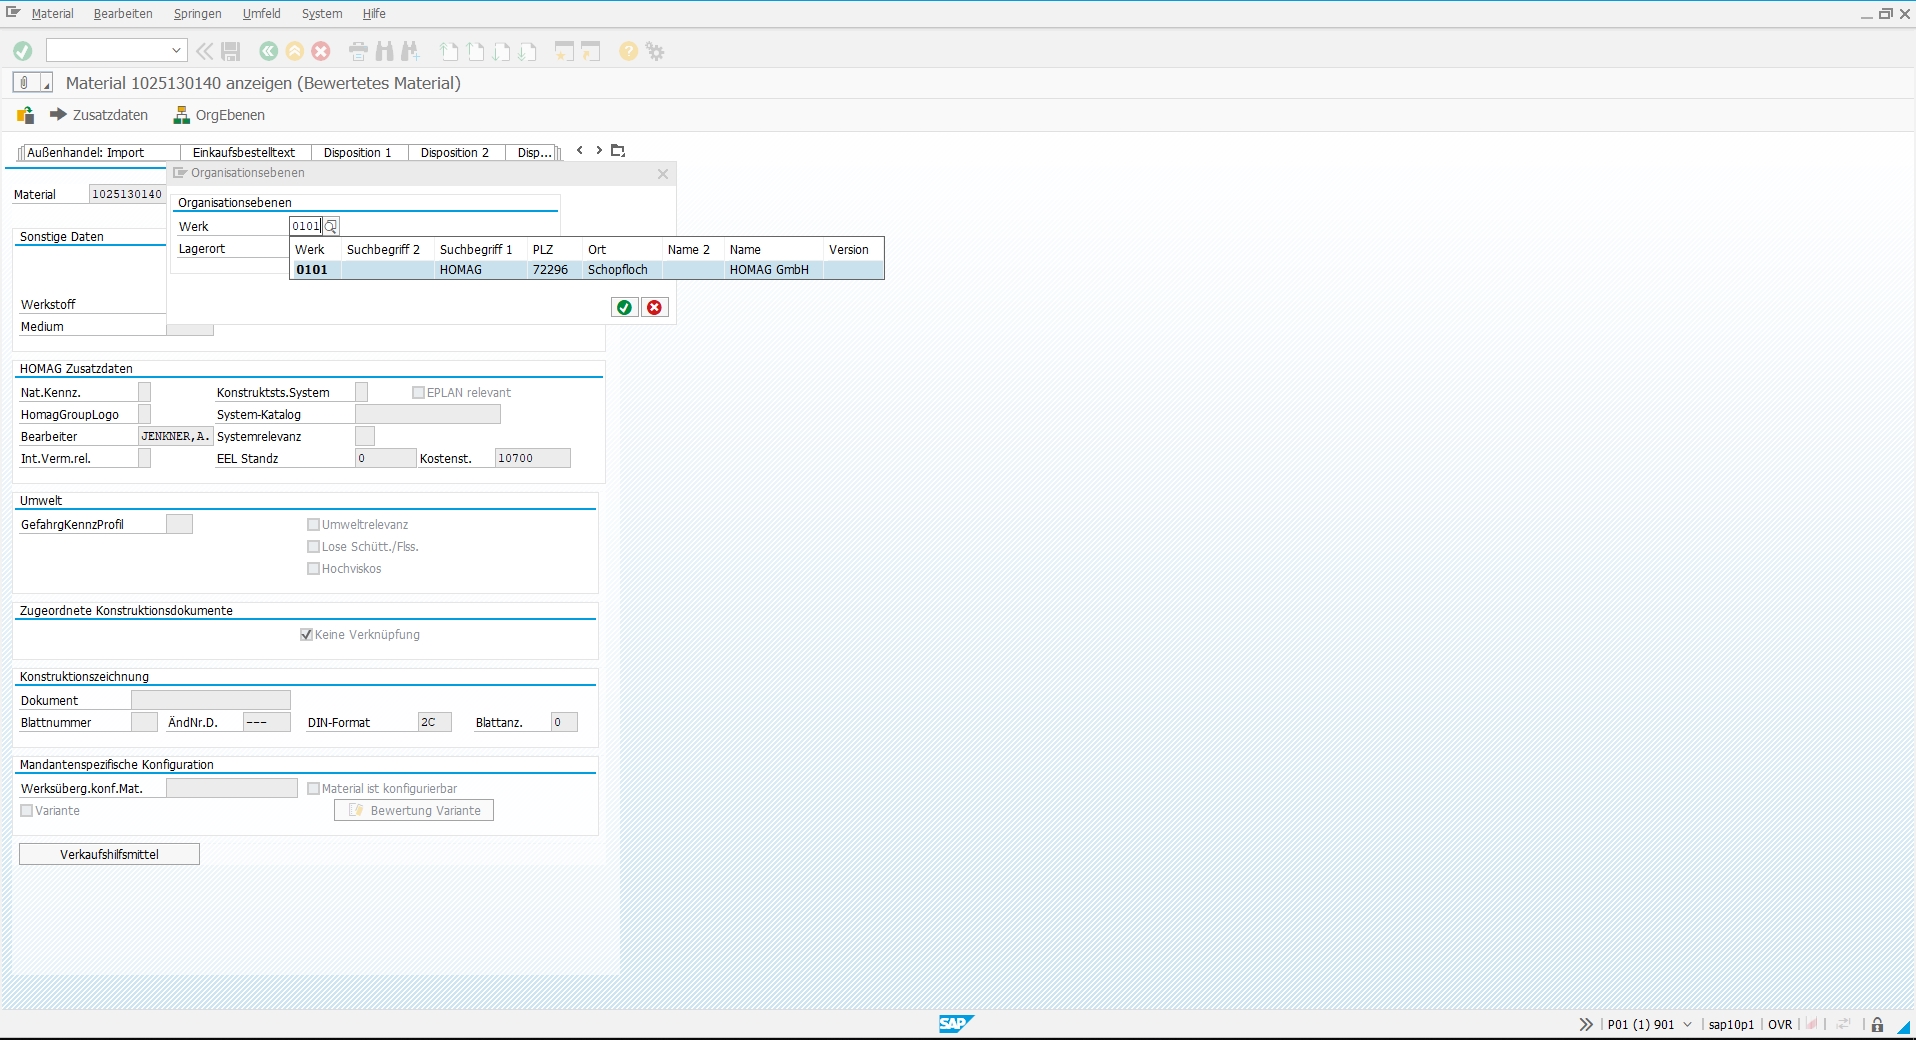 Material Bearbeiten Springen Umfeld System Hilfe
Material 1025130140 anzeigen (Bewertetes Material)
Zusatzdaten OrgEbenen
Außenhandel: Import Einkaufsbestelltext Disposition 1 Disposition 2 Disp...
Organisationsebenen
Material 1025130140
Organisationsebenen
Werk 0101
Sonstige Daten
Lagerort
Werk Suchbegriff 2 Suchbegriff 1 PLZ Ort Name 2 Name Version
0101 HOMAG 72296 Schopfloch HOMAG GmbH
Werkstoff
Medium
HOMAG Zusatzdaten
Nat.Kennz. Konstruktsts.System EPLAN relevant
HomagGroupLogo System-Katalog
Bearbeiter JENKNER,A. Systemrelevanz
Int.Verm.rel. EEL Standz 0 Kostenst. 10700
Umwelt
GefahrgKennzProfil Umweltrelevanz
Lose Schütt./Flss.
Hochviskos
Zugeordnete Konstruktionsdokumente
Keine Verknüpfung
Konstruktionszeichnung
Dokument
Blattnummer ÄndNr.D. --- DIN-Format 2C Blattanz. 0
Mandantenspezifische Konfiguration
Werksüberg.konf.Mat. Material ist konfigurierbar
Variante Bewertung Variante
Verkaufshilfsmittel
SAP P01 (1) 901 sap10p1 OVR